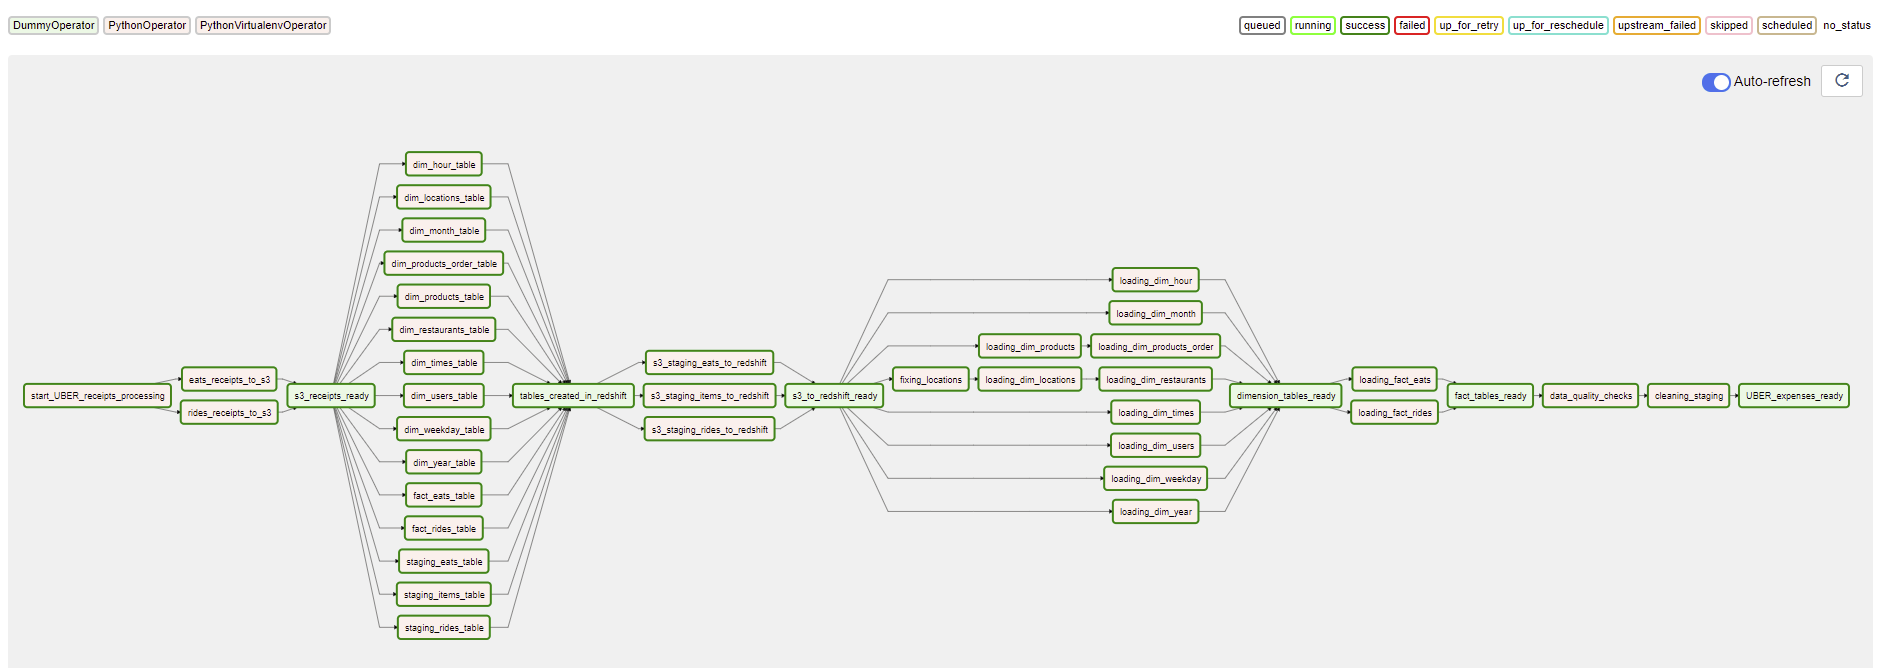 DummyOperator PythonOperator PythonVirtualenvOperator queued running success failed up_for_retry up_for_reschedule upstream_failed skipped scheduled no_status
Auto-refresh
start_UBER_receipts_processing
eats_receipts_to_s3
rides_receipts_to_s3
s3_receipts_ready
dim_hour_table
dim_locations_table
dim_month_table
dim_products_order_table
dim_products_table
dim_restaurants_table
dim_times_table
dim_users_table
dim_weekday_table
dim_year_table
fact_eats_table
fact_rides_table
staging_eats_table
staging_items_table
staging_rides_table
tables_created_in_redshift
s3_staging_eats_to_redshift
s3_staging_items_to_redshift
s3_staging_rides_to_redshift
s3_to_redshift_ready
loading_dim_hour
loading_dim_month
loading_dim_products
loading_dim_products_order
fixing_locations
loading_dim_locations
loading_dim_restaurants
loading_dim_times
loading_dim_users
loading_dim_weekday
loading_dim_year
dimension_tables_ready
loading_fact_eats
loading_fact_rides
fact_tables_ready
data_quality_checks
cleaning_staging
UBER_expenses_ready